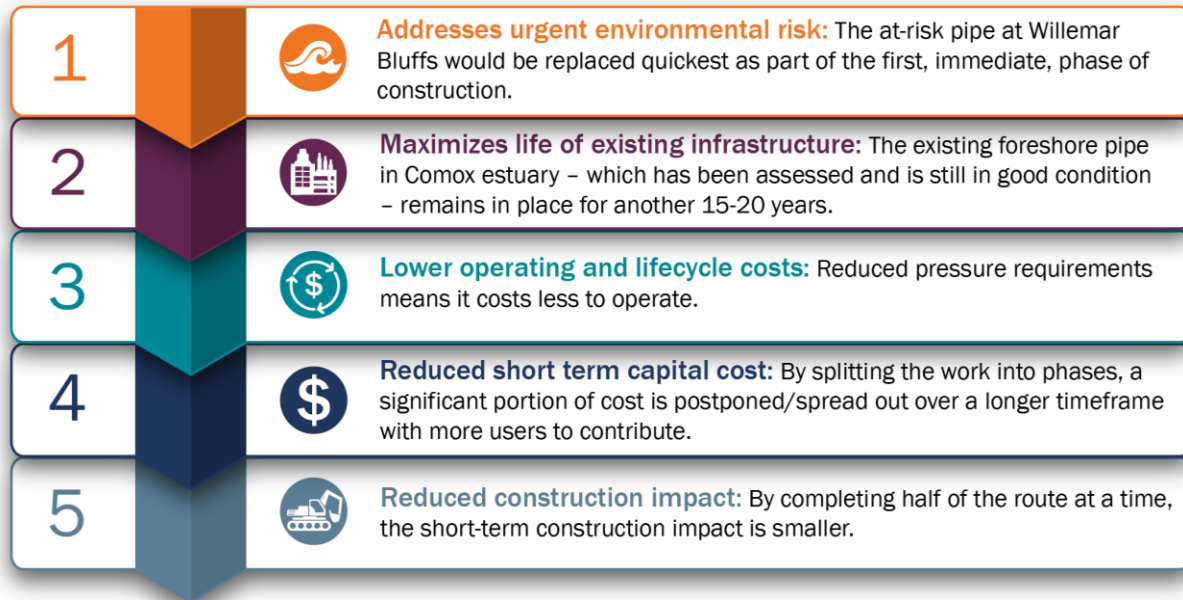 1
Addresses urgent environmental risk: The at-risk pipe at Willemar
Bluffs would be replaced quickest as part of the first, immediate, phase of
construction.
2
Maximizes life of existing infrastructure: The existing foreshore pipe
in Comox estuary – which has been assessed and is still in good condition
– remains in place for another 15-20 years.
3
$
Lower operating and lifecycle costs: Reduced pressure requirements
means it costs less to operate.
4
$
Reduced short term capital cost: By splitting the work into phases, a
significant portion of cost is postponed/spread out over a longer timeframe
with more users to contribute.
5
Reduced construction impact: By completing half of the route at a time,
the short-term construction impact is smaller.